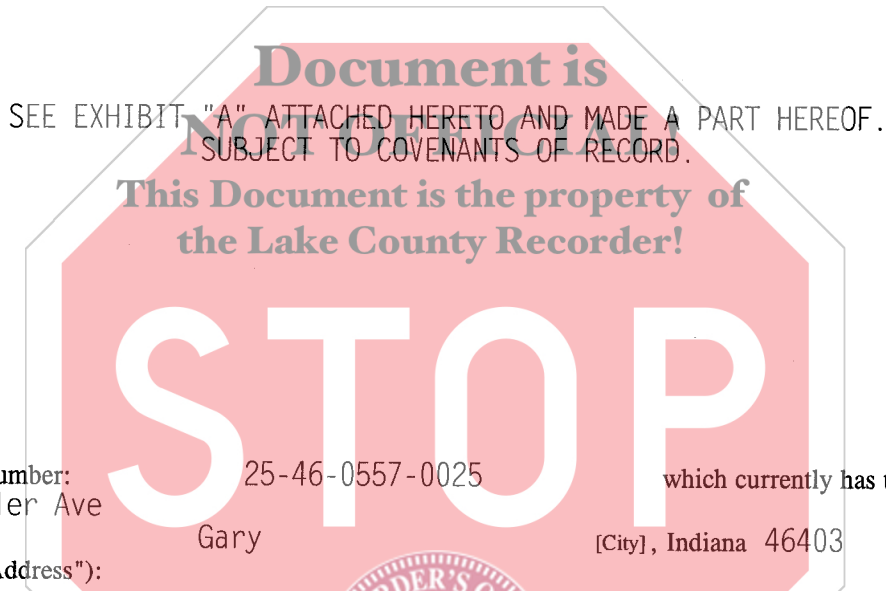 Document is
SEE EXHIBIT "A" ATTACHED HERETO AND MADE A PART HEREOF.
NOT OFFICIAL!
SUBJECT TO COVENANTS OF RECORD.
This Document is the property of
the Lake County Recorder!
STOP
umber: 25-46-0557-0025 which currently has t
ler Ave
Gary [City], Indiana 46403
Address"):
RDER'S O